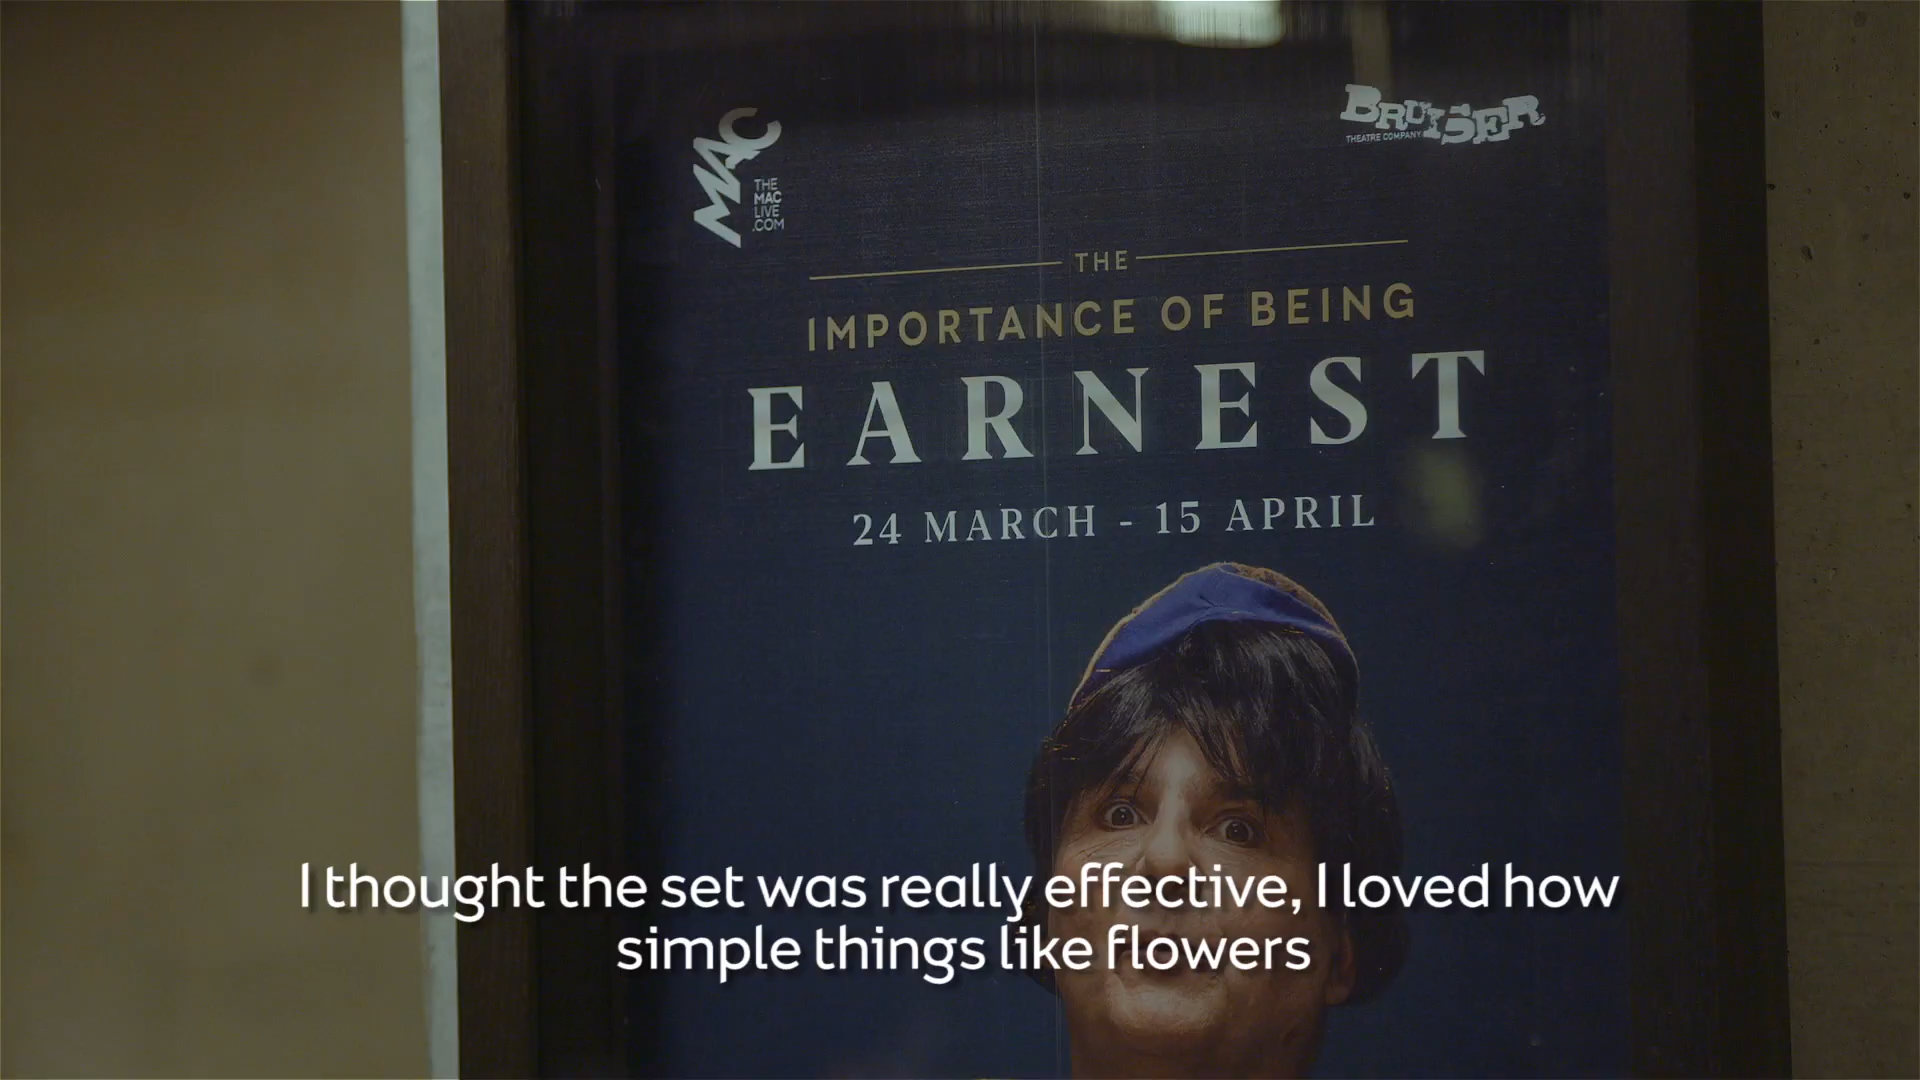 MAC
THE
MAC
LIVE
.COM
BRUISER
THEATRE COMPANY
THE
IMPORTANCE OF BEING
EARNEST
24 MARCH - 15 APRIL
I thought the set was really effective, I loved how
simple things like flowers